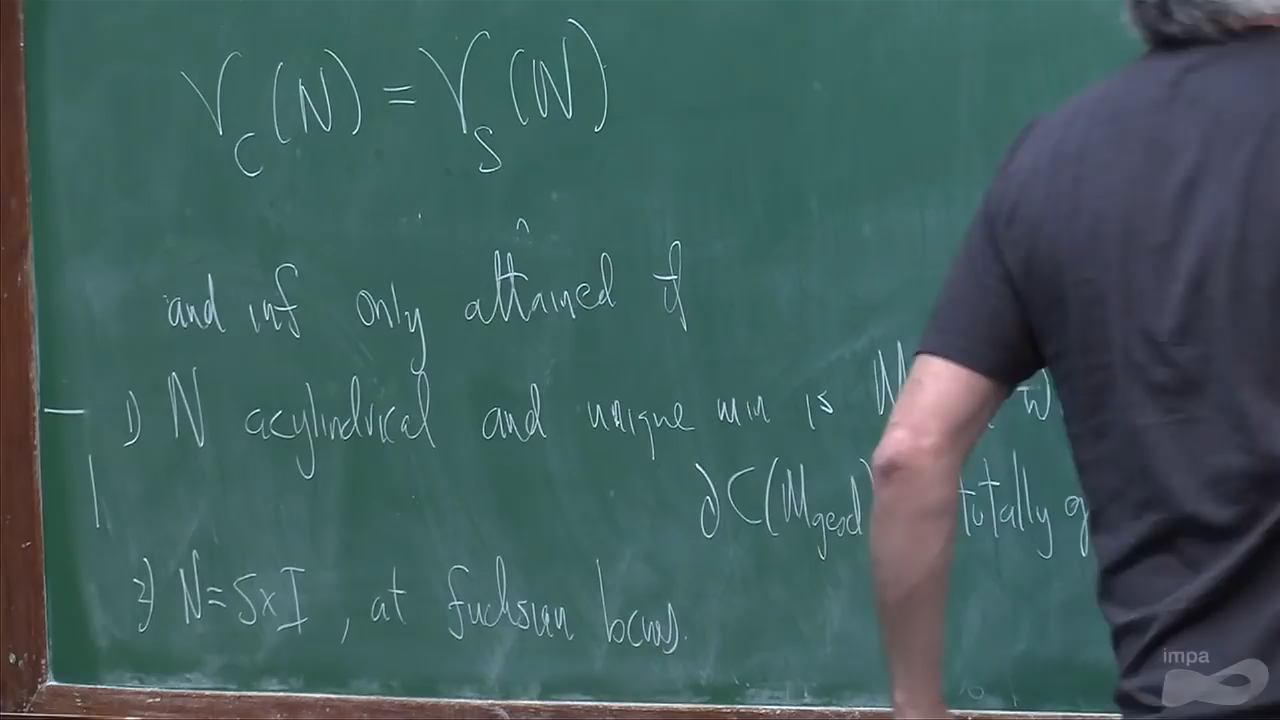 V_C(N) = V_S(N)
and inf only attained if
1) N acylindrical and unique min is M
∂C(M_geod) totally g
2) N = S×I, at fuchsian locus.
impa